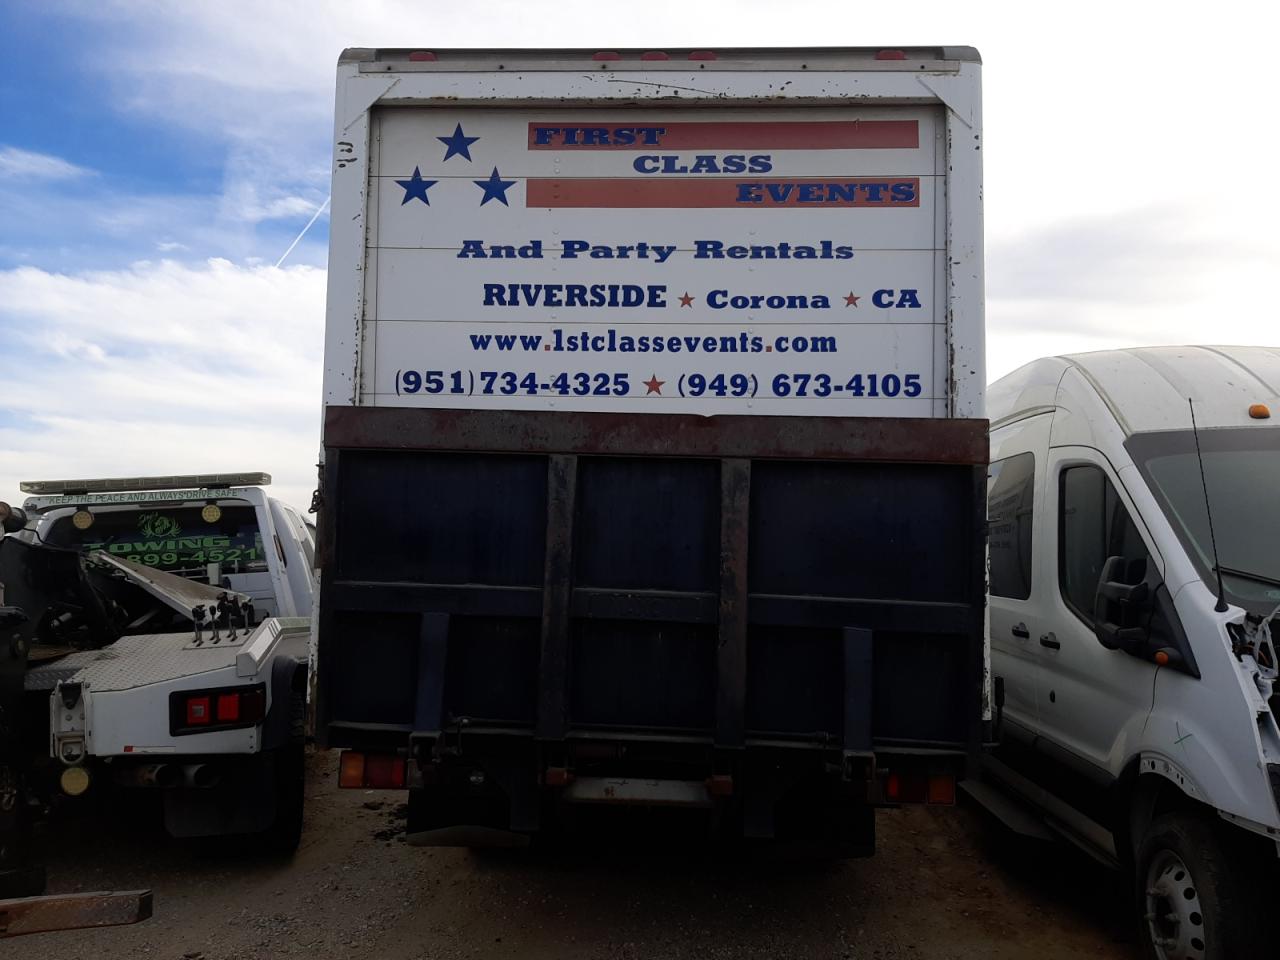 FIRST
CLASS
EVENTS
And Party Rentals
RIVERSIDE ★ Corona ★ CA
www.1stclassevents.com
(951) 734-4325 ★ (949) 673-4105
KEEP THE PEACE AND ALWAYS DRIVE SAFE
TOWING
899-4521